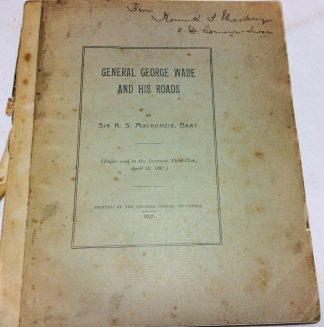 From
Kenneth S Mackenzie
GENERAL GEORGE WADE
AND HIS ROADS
BY
SIR K. S. MACKENZIE, BART.
(Paper read at the Inverness Field Club,
April 13, 1897.)
PRINTED AT THE COURIER OFFICE, INVERNESS.
1897.